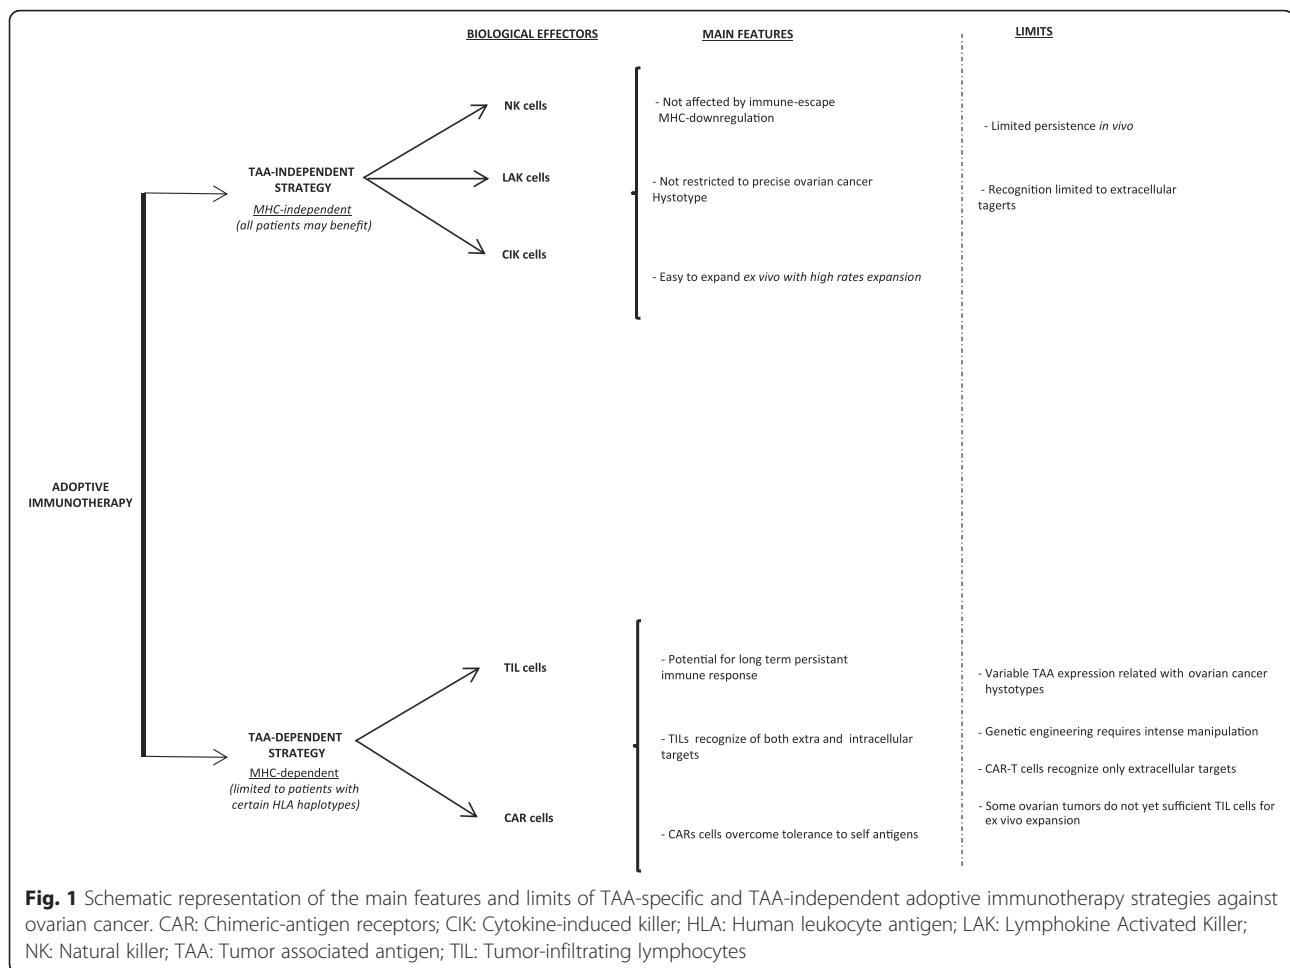 BIOLOGICAL EFFECTORS
MAIN FEATURES
LIMITS
ADOPTIVE
IMMUNOTHERAPY
TAA-INDEPENDENT
STRATEGY
MHC-independent
(all patients may benefit)
NK cells
LAK cells
CIK cells
- Not affected by immune-escape
MHC-downregulation
- Not restricted to precise ovarian cancer
Hystotype
- Easy to expand ex vivo with high rates expansion
- Limited persistence in vivo
- Recognition limited to extracellular
tagerts
TAA-DEPENDENT
STRATEGY
MHC-dependent
(limited to patients with
certain HLA haplotypes)
TIL cells
CAR cells
- Potential for long term persistant
immune response
- TILs recognize of both extra and intracellular
targets
- CARs cells overcome tolerance to self antigens
- Variable TAA expression related with ovarian cancer
hystotypes
- Genetic engineering requires intense manipulation
- CAR-T cells recognize only extracellular targets
- Some ovarian tumors do not yet sufficient TIL cells for
ex vivo expansion
Fig. 1 Schematic representation of the main features and limits of TAA-specific and TAA-independent adoptive immunotherapy strategies against
ovarian cancer. CAR: Chimeric-antigen receptors; CIK: Cytokine-induced killer; HLA: Human leukocyte antigen; LAK: Lymphokine Activated Killer;
NK: Natural killer; TAA: Tumor associated antigen; TIL: Tumor-infiltrating lymphocytes